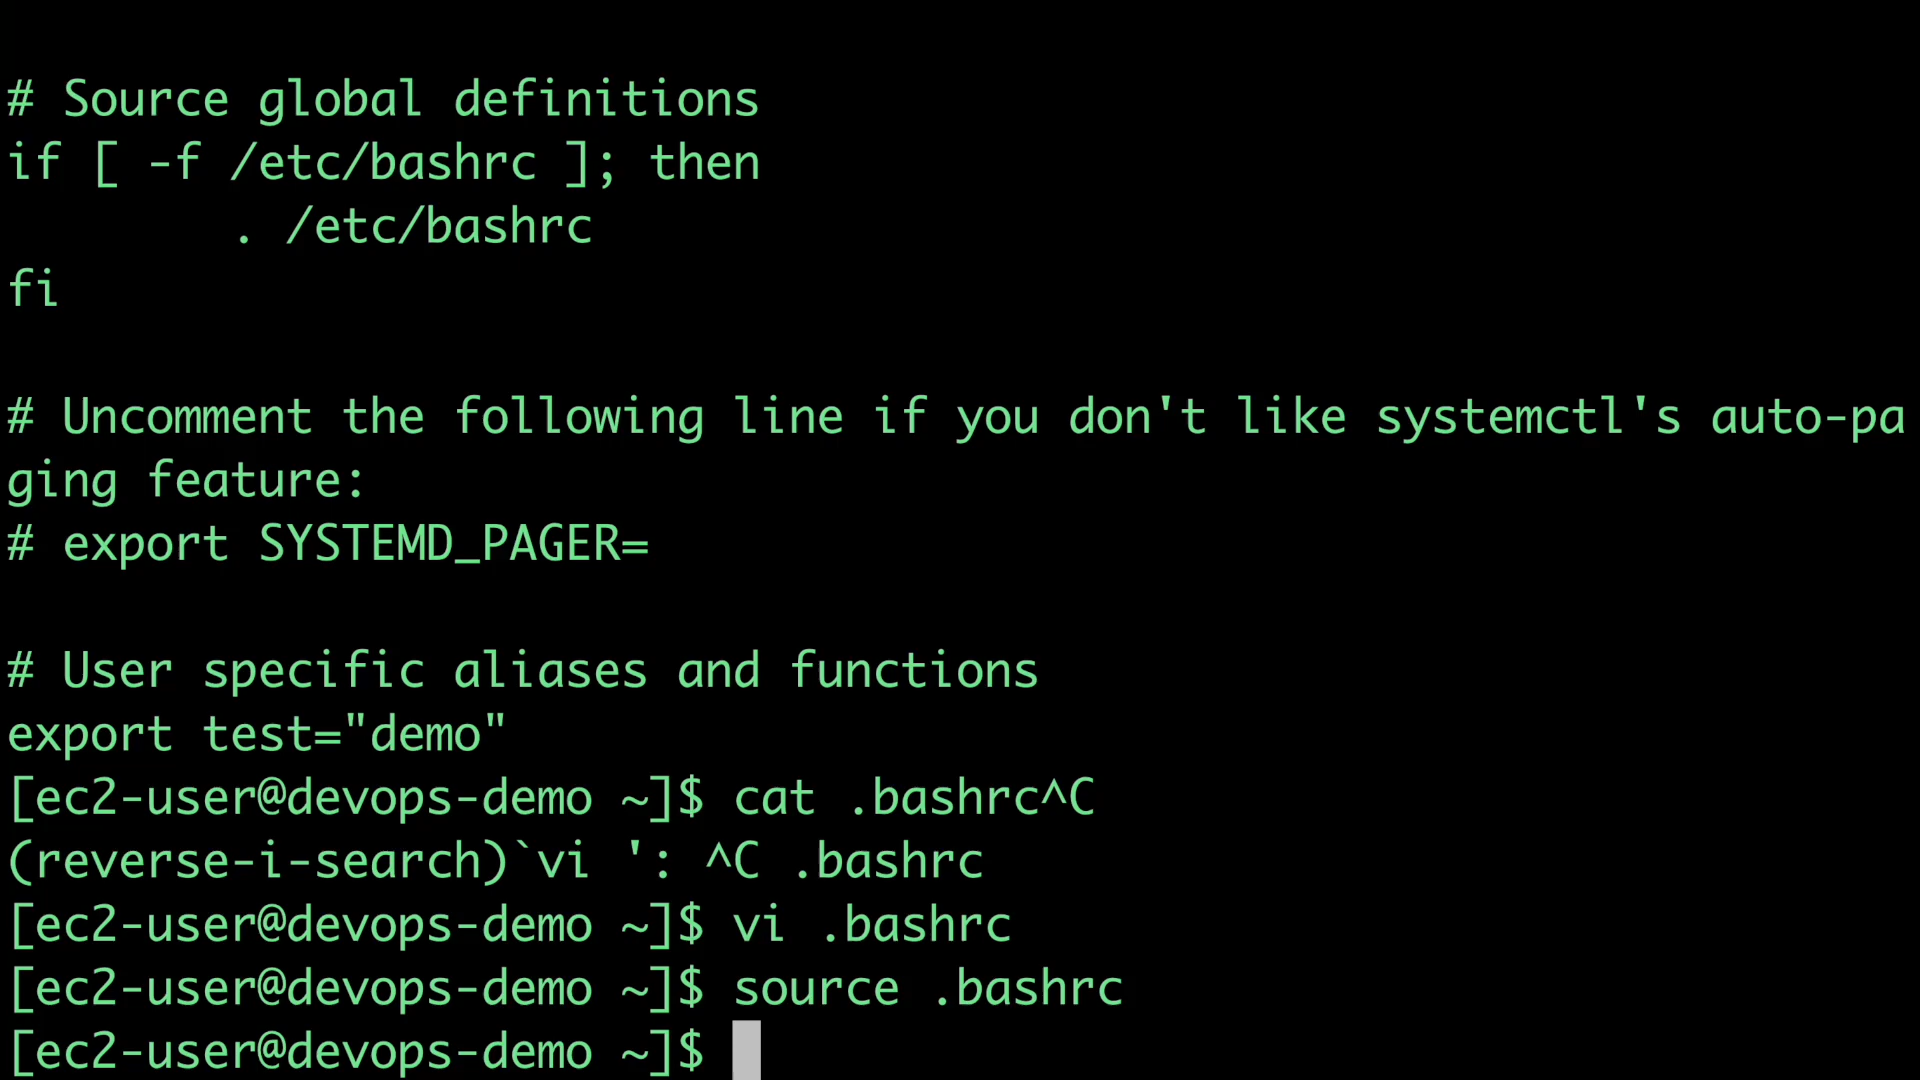 # Source global definitions
if [ -f /etc/bashrc ]; then
        . /etc/bashrc
fi
# Uncomment the following line if you don't like systemctl's auto-pa
ging feature:
# export SYSTEMD_PAGER=
# User specific aliases and functions
export test="demo"
[ec2-user@devops-demo ~]$ cat .bashrc^C
(reverse-i-search)`vi ': ^C .bashrc
[ec2-user@devops-demo ~]$ vi .bashrc
[ec2-user@devops-demo ~]$ source .bashrc
[ec2-user@devops-demo ~]$